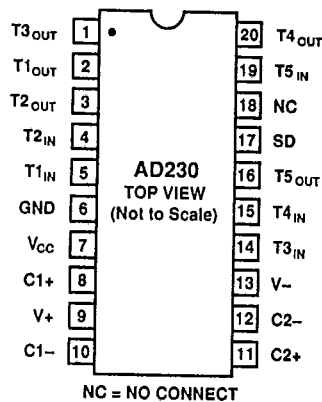 T3OUT 1 20 T4OUT
T1OUT 2 19 T5IN
T2OUT 3 18 NC
T2IN 4 17 SD
T1IN 5 16 T5OUT
GND 6 15 T4IN
VCC 7 14 T3IN
C1+ 8 13 V−
V+ 9 12 C2−
C1− 10 11 C2+
AD230
TOP VIEW
(Not to Scale)
NC = NO CONNECT